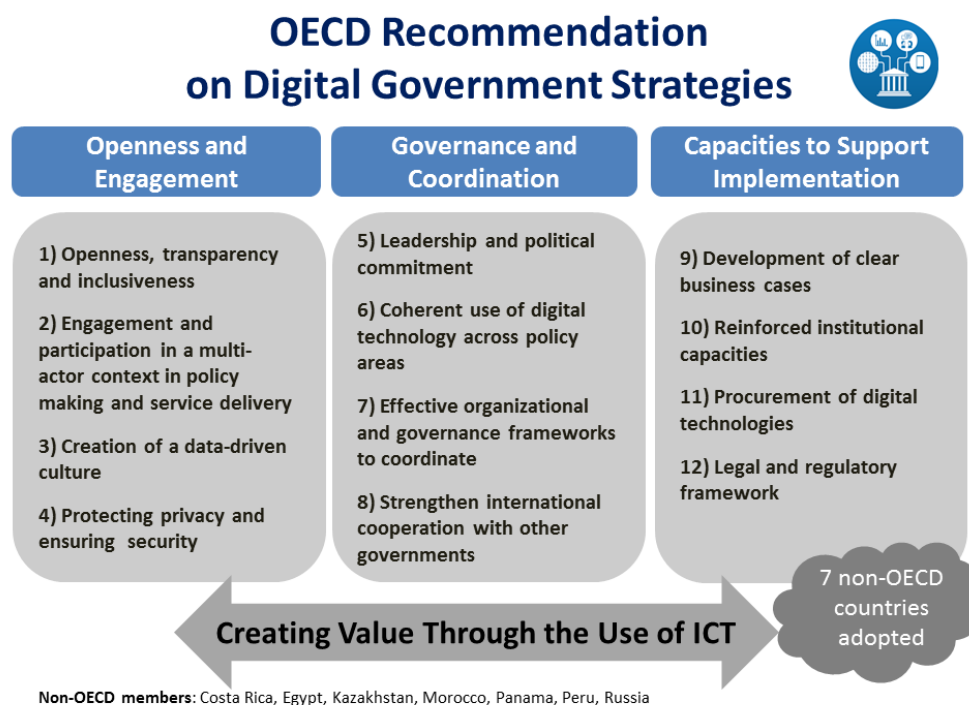 OECD Recommendation
on Digital Government Strategies
Openness and
Engagement
1) Openness, transparency
and inclusiveness
2) Engagement and
participation in a multi-
actor context in policy
making and service delivery
3) Creation of a data-driven
culture
4) Protecting privacy and
ensuring security
Governance and
Coordination
5) Leadership and political
commitment
6) Coherent use of digital
technology across policy
areas
7) Effective organizational
and governance frameworks
to coordinate
8) Strengthen international
cooperation with other
governments
Capacities to Support
Implementation
9) Development of clear
business cases
10) Reinforced institutional
capacities
11) Procurement of digital
technologies
12) Legal and regulatory
framework
7 non-OECD
countries
adopted
Creating Value Through the Use of ICT
Non-OECD members: Costa Rica, Egypt, Kazakhstan, Morocco, Panama, Peru, Russia